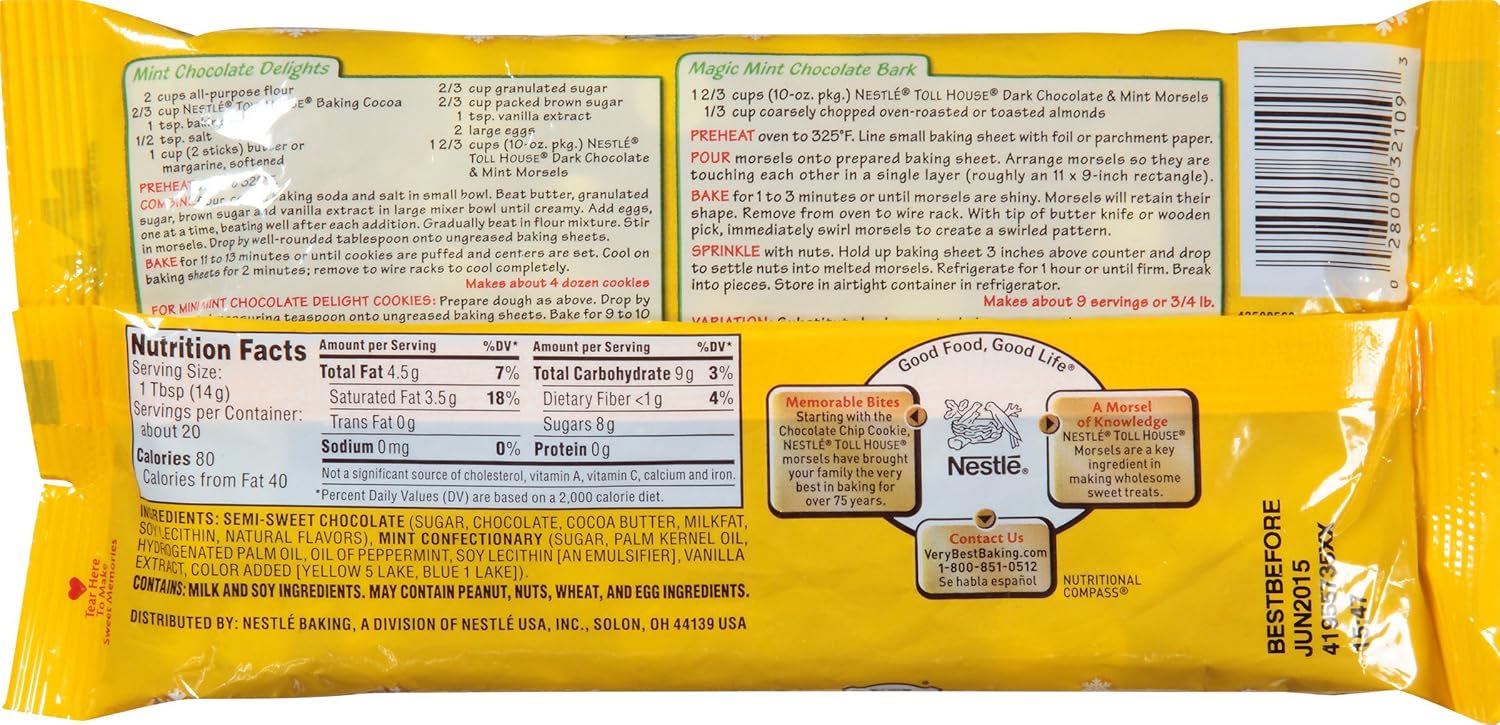 Mint Chocolate Delights
2 cups all-purpose flour
2/3 cup NESTLÉ® TOLL HOUSE® Baking Cocoa
1 tsp.
1/2 tsp. salt
1 cup (2 sticks) butter or
margarine, softened
2/3 cup granulated sugar
2/3 cup packed brown sugar
1 tsp. vanilla extract
2 large eggs
1 2/3 cups (10-oz. pkg.) NESTLÉ®
TOLL HOUSE® Dark Chocolate
& Mint Morsels
PREHEAT
COMBINE aking soda and salt in small bowl. Beat butter, granulated
sugar, brown sugar and vanilla extract in large mixer bowl until creamy. Add eggs,
one at a time, beating well after each addition. Gradually beat in flour mixture. Stir
in morsels. Drop by well-rounded tablespoon onto ungreased baking sheets.
BAKE for 11 to 13 minutes or until cookies are puffed and centers are set. Cool on
baking sheets for 2 minutes; remove to wire racks to cool completely.
Makes about 4 dozen cookies
FOR MINI MINT CHOCOLATE DELIGHT COOKIES: Prepare dough as above. Drop by
teaspoon onto ungreased baking sheets. Bake for 9 to 10
Magic Mint Chocolate Bark
1 2/3 cups (10-oz. pkg.) NESTLÉ® TOLL HOUSE® Dark Chocolate & Mint Morsels
1/3 cup coarsely chopped oven-roasted or toasted almonds
PREHEAT oven to 325°F. Line small baking sheet with foil or parchment paper.
POUR morsels onto prepared baking sheet. Arrange morsels so they are
touching each other in a single layer (roughly an 11 x 9-inch rectangle).
BAKE for 1 to 3 minutes or until morsels are shiny. Morsels will retain their
shape. Remove from oven to wire rack. With tip of butter knife or wooden
pick, immediately swirl morsels to create a swirled pattern.
SPRINKLE with nuts. Hold up baking sheet 3 inches above counter and drop
to settle nuts into melted morsels. Refrigerate for 1 hour or until firm. Break
into pieces. Store in airtight container in refrigerator.
Makes about 9 servings or 3/4 lb.
0 28000 32109 3
Nutrition Facts
Serving Size:
1 Tbsp (14g)
Servings per Container:
about 20
Calories 80
Calories from Fat 40
Amount per Serving %DV*
Total Fat 4.5g 7%
Saturated Fat 3.5g 18%
Trans Fat 0g
Sodium 0mg 0%
Amount per Serving %DV*
Total Carbohydrate 9g 3%
Dietary Fiber <1g 4%
Sugars 8g
Protein 0g
Not a significant source of cholesterol, vitamin A, vitamin C, calcium and iron.
*Percent Daily Values (DV) are based on a 2,000 calorie diet.
INGREDIENTS: SEMI-SWEET CHOCOLATE (SUGAR, CHOCOLATE, COCOA BUTTER, MILKFAT,
SOY LECITHIN, NATURAL FLAVORS), MINT CONFECTIONARY (SUGAR, PALM KERNEL OIL,
HYDROGENATED PALM OIL, OIL OF PEPPERMINT, SOY LECITHIN [AN EMULSIFIER], VANILLA
EXTRACT, COLOR ADDED [YELLOW 5 LAKE, BLUE 1 LAKE]).
CONTAINS: MILK AND SOY INGREDIENTS. MAY CONTAIN PEANUT, NUTS, WHEAT, AND EGG INGREDIENTS.
DISTRIBUTED BY: NESTLÉ BAKING, A DIVISION OF NESTLÉ USA, INC., SOLON, OH 44139 USA
Tear Here
To Make
Sweet Memories
Good Food, Good Life®
Memorable Bites
Starting with the
Chocolate Chip Cookie,
NESTLÉ® TOLL HOUSE®
morsels have brought
your family the very
best in baking for
over 75 years.
Nestlé®
A Morsel
of Knowledge
NESTLÉ® TOLL HOUSE®
Morsels are a key
ingredient in
making wholesome
sweet treats.
Contact Us
VeryBestBaking.com
1-800-851-0512
Se habla español
NUTRITIONAL
COMPASS®
BESTBEFORE
JUN2015
15:47